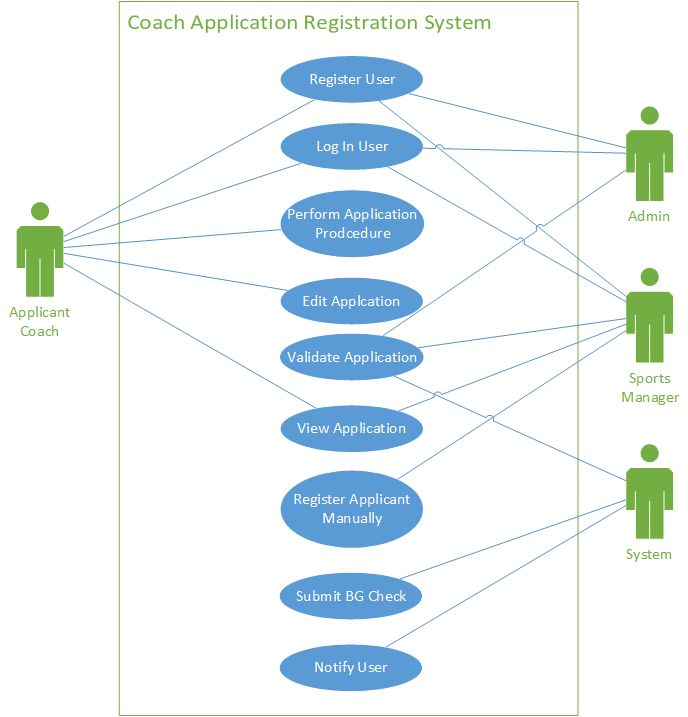 Coach Application Registration System
Register User
Log In User
Perform Application
Prodcedure
Edit Applcation
Validate Application
View Application
Register Applicant
Manually
Submit BG Check
Notify User
Applicant
Coach
Admin
Sports
Manager
System